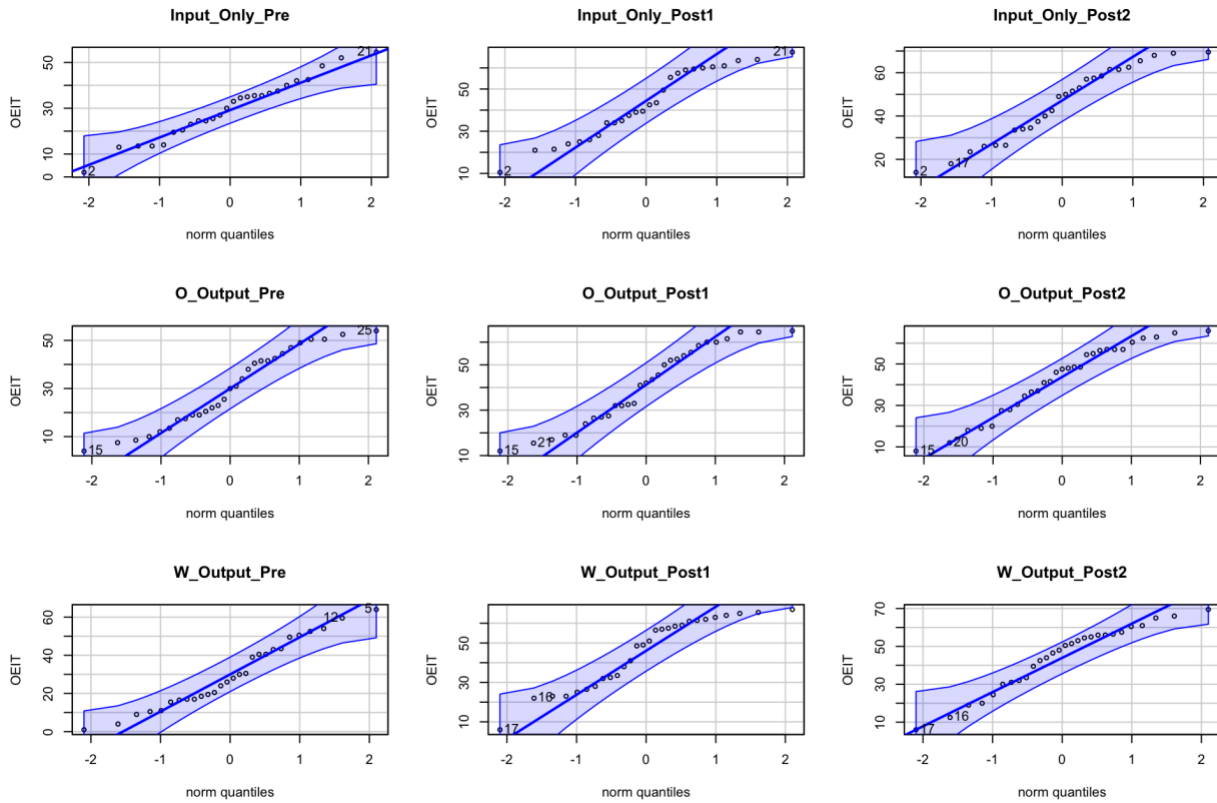 Input_Only_Pre
Input_Only_Post1
Input_Only_Post2
OEIT
0 10 30 50
2
21
-2 -1 0 1 2
norm quantiles
OEIT
10 30 50
2
21
-2 -1 0 1 2
norm quantiles
OEIT
20 40 60
2
17
-2 -1 0 1 2
norm quantiles
O_Output_Pre
O_Output_Post1
O_Output_Post2
OEIT
10 30 50
15
25
-2 -1 0 1 2
norm quantiles
OEIT
10 30 50
15
21
-2 -1 0 1 2
norm quantiles
OEIT
10 30 50
15
20
-2 -1 0 1 2
norm quantiles
W_Output_Pre
W_Output_Post1
W_Output_Post2
OEIT
0 20 40 60
12
5
-2 -1 0 1 2
norm quantiles
OEIT
10 30 50
17
16
-2 -1 0 1 2
norm quantiles
OEIT
10 30 50 70
17
16
-2 -1 0 1 2
norm quantiles